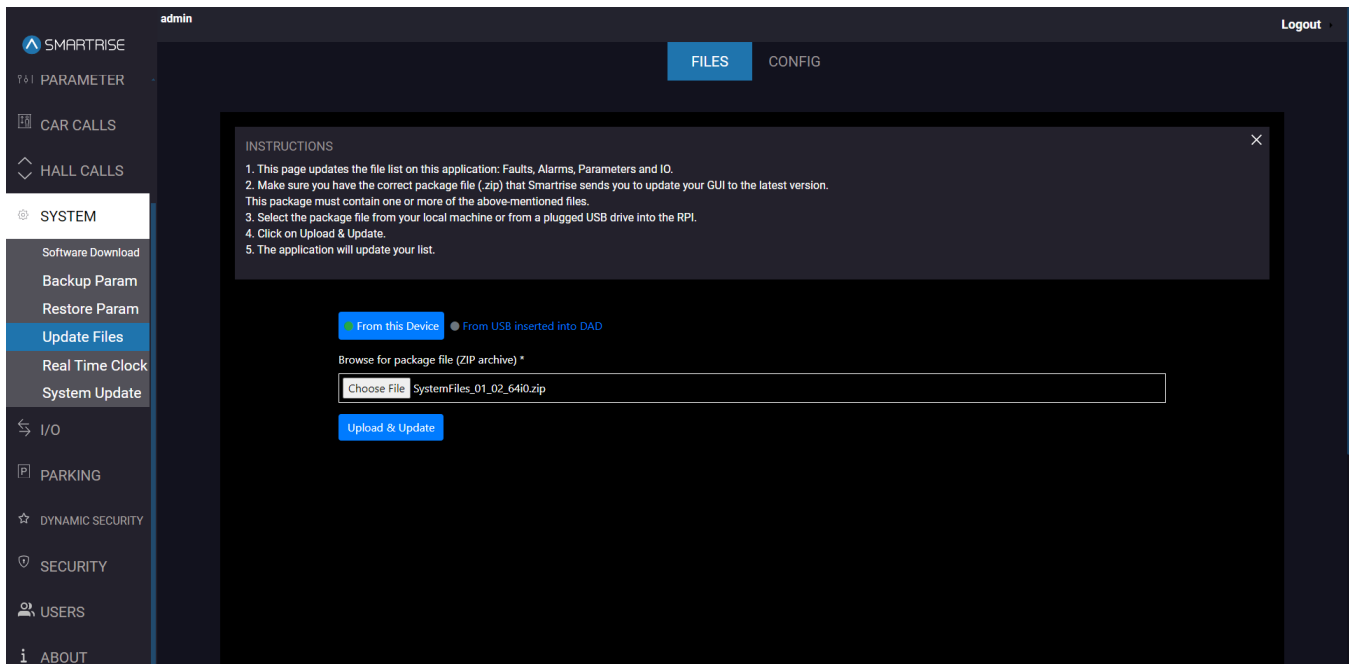 admin
Logout
SMARTRISE
PARAMETER
CAR CALLS
HALL CALLS
SYSTEM
Software Download
Backup Param
Restore Param
Update Files
Real Time Clock
System Update
I/O
PARKING
DYNAMIC SECURITY
SECURITY
USERS
ABOUT
FILES CONFIG
INSTRUCTIONS
1. This page updates the file list on this application: Faults, Alarms, Parameters and IO.
2. Make sure you have the correct package file (.zip) that Smartrise sends you to update your GUI to the latest version.
This package must contain one or more of the above-mentioned files.
3. Select the package file from your local machine or from a plugged USB drive into the RPI.
4. Click on Upload & Update.
5. The application will update your list.
From this Device From USB inserted into DAD
Browse for package file (ZIP archive) *
Choose File SystemFiles_01_02_64i0.zip
Upload & Update